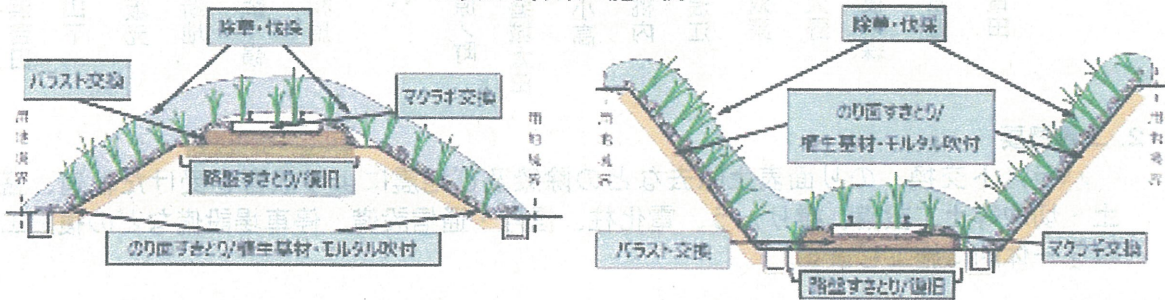 除草・伐採
バラスト交換
マクラギ交換
用地境界
用地境界
路盤すきとり/復旧
のり面すきとり/植生基材・モルタル吹付
除草・伐採
のり面すきとり/
植生基材・モルタル吹付
用地境界
用地境界
バラスト交換
マクラギ交換
路盤すきとり/復旧